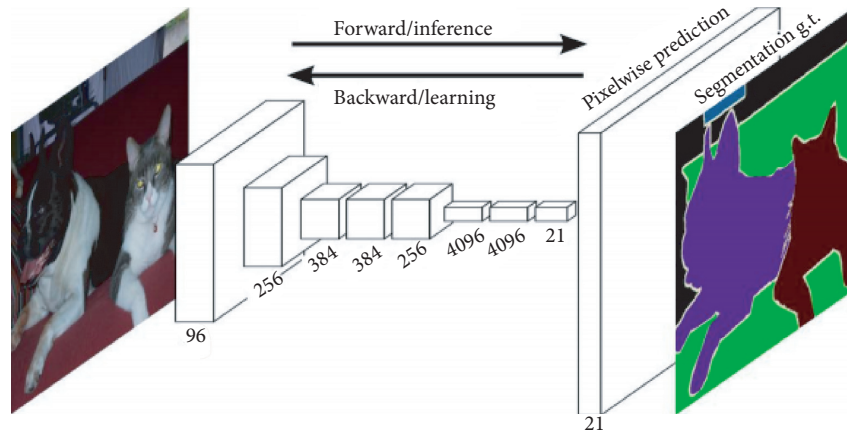 Forward/inference
Backward/learning
Pixelwise prediction
Segmentation g.t.
96
256
384
384
256
4096
4096
21
21